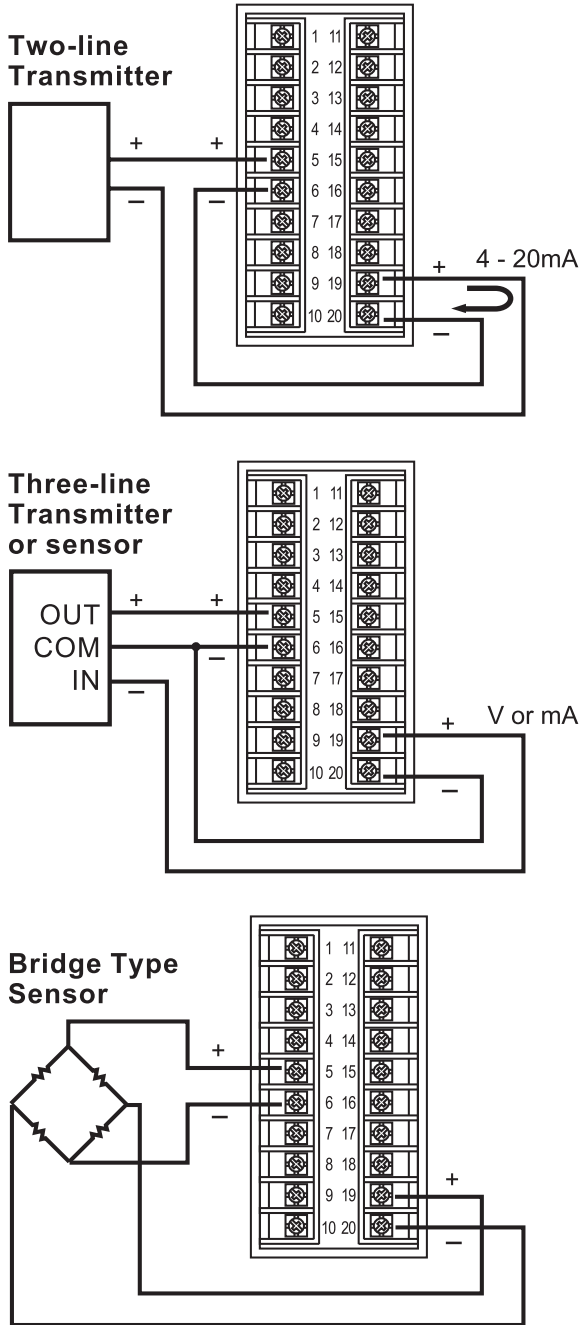 Two-line
Transmitter
1 11
2 12
3 13
4 14
+ + 5 15
− − 6 16
7 17
8 18
+ 4 - 20mA
9 19
10 20
−
Three-line
Transmitter
or sensor
1 11
2 12
3 13
4 14
OUT + + 5 15
COM − 6 16
IN − 7 17
8 18
+ V or mA
9 19
10 20
−
Bridge Type
Sensor
1 11
2 12
3 13
4 14
+ 5 15
− 6 16
7 17
8 18
+
9 19
10 20
−